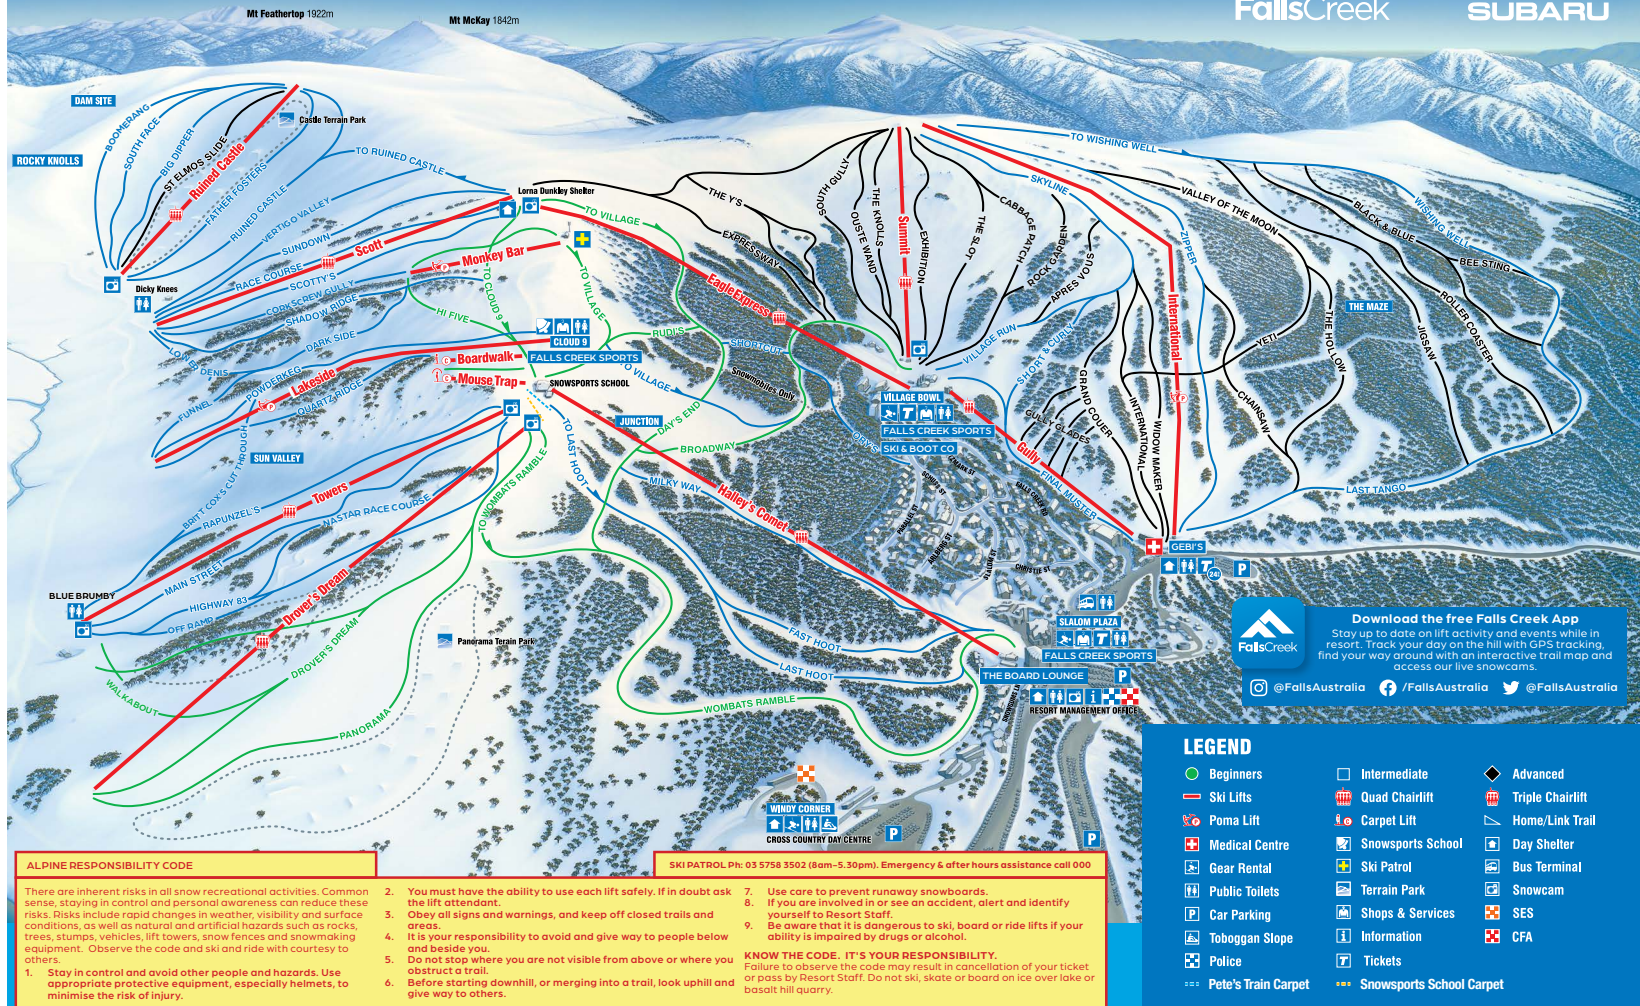 Mt Feathertop 1922m
Mt McKay 1842m
FallsCreek
SUBARU
DAM SITE
ROCKY KNOLLS
BOOMERANG
SOUTH FACE
BIG DIPPER
ST ELMOS SLIDE
Ruined Castle
FATHER FOSTERS
RUINED CASTLE
Castle Terrain Park
TO RUINED CASTLE
VERTIGO VALLEY
SUNDOWN
Scott
RACE COURSE
SCOTTY'S
CORKSCREW GULLY
SHADOW RIDGE
DARK SIDE
Dicky Knees
LOWER DENIS
FUNNEL
POWDERKEG
Lakeside
QUARTZ RIDGE
Lorna Dunkley Shelter
Monkey Bar
TO CLOUD 9
HI FIVE
TO VILLAGE
TO VILLAGE
RUDI'S
CLOUD 9
FALLS CREEK SPORTS
Boardwalk
Mouse Trap
SNOWSPORTS SCHOOL
TO VILLAGE
JUNCTION
Snowmobiles Only
SHORTCUT
DAY'S END
BROADWAY
TO LAST HOOT
MILKY WAY
Halley's Comet
Eagle Express
THE Y'S
EXPRESSWAY
SOUTH GULLY
OUSTE WAND
THE KNOLLS
Summit
EXHIBITION
THE SLOT
CABBAGE PATCH
ROCK GARDEN
APRES VOUS
SKYLINE
TO WISHING WELL
ZIPPER
International
VALLEY OF THE MOON
BLACK & BLUE
WISHING WELL
BEE STING
THE MAZE
ROLLER COASTER
JIGSAW
THE HOLLOW
YETI
CHAINSAW
LAST TANGO
VILLAGE RUN
SHORT & CURLY
GRAND COUER
GULLY GLADES
INTERNATIONAL
WIDOW MAKER
Gully
FINAL MUSTER
VILLAGE BOWL
FALLS CREEK SPORTS
SKI & BOOT CO
SCHUSS ST
PARALLEL ST
ARLBERG ST
SLALOM ST
CHRISTIE ST
FALLS CREEK RD
GEBI'S
24hr
SUN VALLEY
BRITT COX'S CUT THROUGH
RAPUNZEL'S
Towers
NASTAR RACE COURSE
TO WOMBATS RAMBLE
MAIN STREET
HIGHWAY 83
OFF RAMP
BLUE BRUMBY
Drover's Dream
DROVER'S DREAM
WALKABOUT
PANORAMA
Panorama Terrain Park
FAST HOOT
LAST HOOT
WOMBATS RAMBLE
SLALOM PLAZA
FALLS CREEK SPORTS
THE BOARD LOUNGE
RESORT MANAGEMENT OFFICE
WINDY CORNER
CROSS COUNTRY DAY CENTRE
FallsCreek
Download the free Falls Creek App
Stay up to date on lift activity and events while in
resort. Track your day on the hill with GPS tracking,
find your way around with an interactive trail map and
access our live snowcams.
@FallsAustralia /FallsAustralia @FallsAustralia
LEGEND
Beginners Intermediate Advanced
Ski Lifts Quad Chairlift Triple Chairlift
Poma Lift Carpet Lift Home/Link Trail
Medical Centre Snowsports School Day Shelter
Gear Rental Ski Patrol Bus Terminal
Public Toilets Terrain Park Snowcam
Car Parking Shops & Services SES
Toboggan Slope Information CFA
Police Tickets
Pete's Train Carpet Snowsports School Carpet
ALPINE RESPONSIBILITY CODE
SKI PATROL Ph: 03 5758 3502 (8am-5.30pm). Emergency & after hours assistance call 000
There are inherent risks in all snow recreational activities. Common
sense, staying in control and personal awareness can reduce these
risks. Risks include rapid changes in weather, visibility and surface
conditions, as well as natural and artificial hazards such as rocks,
trees, stumps, vehicles, lift towers, snow fences and snowmaking
equipment. Observe the code and ski and ride with courtesy to
others.
1. Stay in control and avoid other people and hazards. Use
appropriate protective equipment, especially helmets, to
minimise the risk of injury.
2. You must have the ability to use each lift safely. If in doubt ask
the lift attendant.
3. Obey all signs and warnings, and keep off closed trails and
areas.
4. It is your responsibility to avoid and give way to people below
and beside you.
5. Do not stop where you are not visible from above or where you
obstruct a trail.
6. Before starting downhill, or merging into a trail, look uphill and
give way to others.
7. Use care to prevent runaway snowboards.
8. If you are involved in or see an accident, alert and identify
yourself to Resort Staff.
9. Be aware that it is dangerous to ski, board or ride lifts if your
ability is impaired by drugs or alcohol.
KNOW THE CODE. IT'S YOUR RESPONSIBILITY.
Failure to observe the code may result in cancellation of your ticket
or pass by Resort Staff. Do not ski, skate or board on ice over lake or
basalt hill quarry.